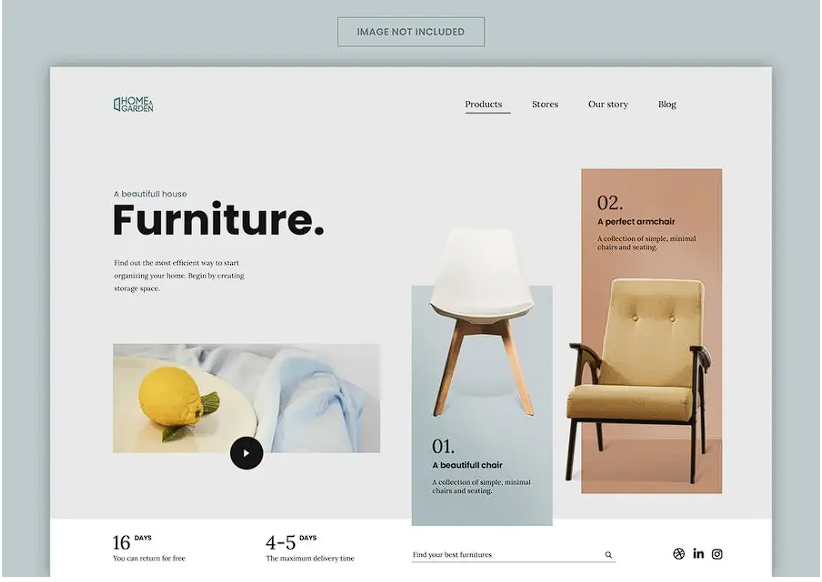 IMAGE NOT INCLUDED
HOME &
GARDEN
Products Stores Our story Blog
A beautifull house
Furniture.
Find out the most efficient way to start
organizing your home. Begin by creating
storage space.
02.
A perfect armchair
A collection of simple, minimal
chairs and seating.
01.
A beautifull chair
A collection of simple, minimal
chairs and seating.
16 DAYS
You can return for free
4-5 DAYS
The maximum delivery time
Find your best furnitures
in